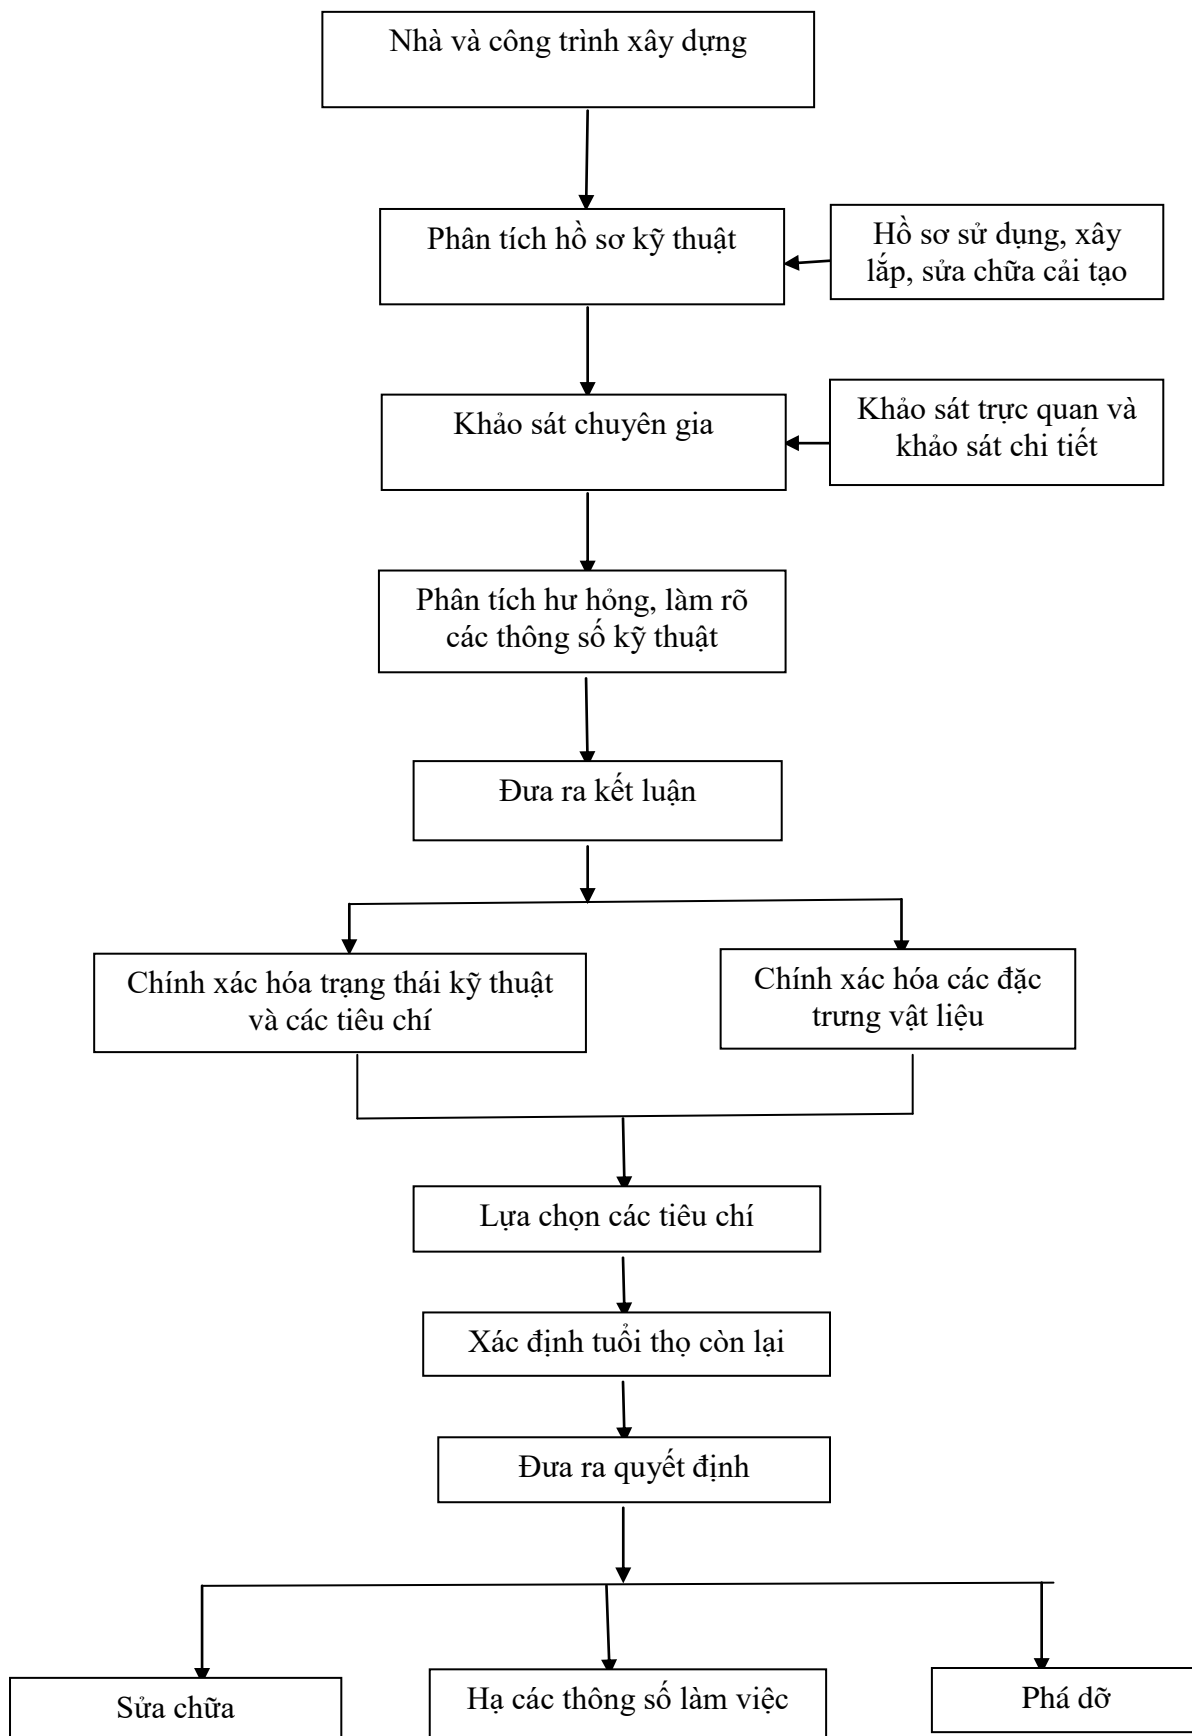 Nhà và công trình xây dựng
Phân tích hồ sơ kỹ thuật
Hồ sơ sử dụng, xây
lắp, sửa chữa cải tạo
Khảo sát chuyên gia
Khảo sát trực quan và
khảo sát chi tiết
Phân tích hư hỏng, làm rõ
các thông số kỹ thuật
Đưa ra kết luận
Chính xác hóa trạng thái kỹ thuật
và các tiêu chí
Chính xác hóa các đặc
trưng vật liệu
Lựa chọn các tiêu chí
Xác định tuổi thọ còn lại
Đưa ra quyết định
Sửa chữa
Hạ các thông số làm việc
Phá dỡ